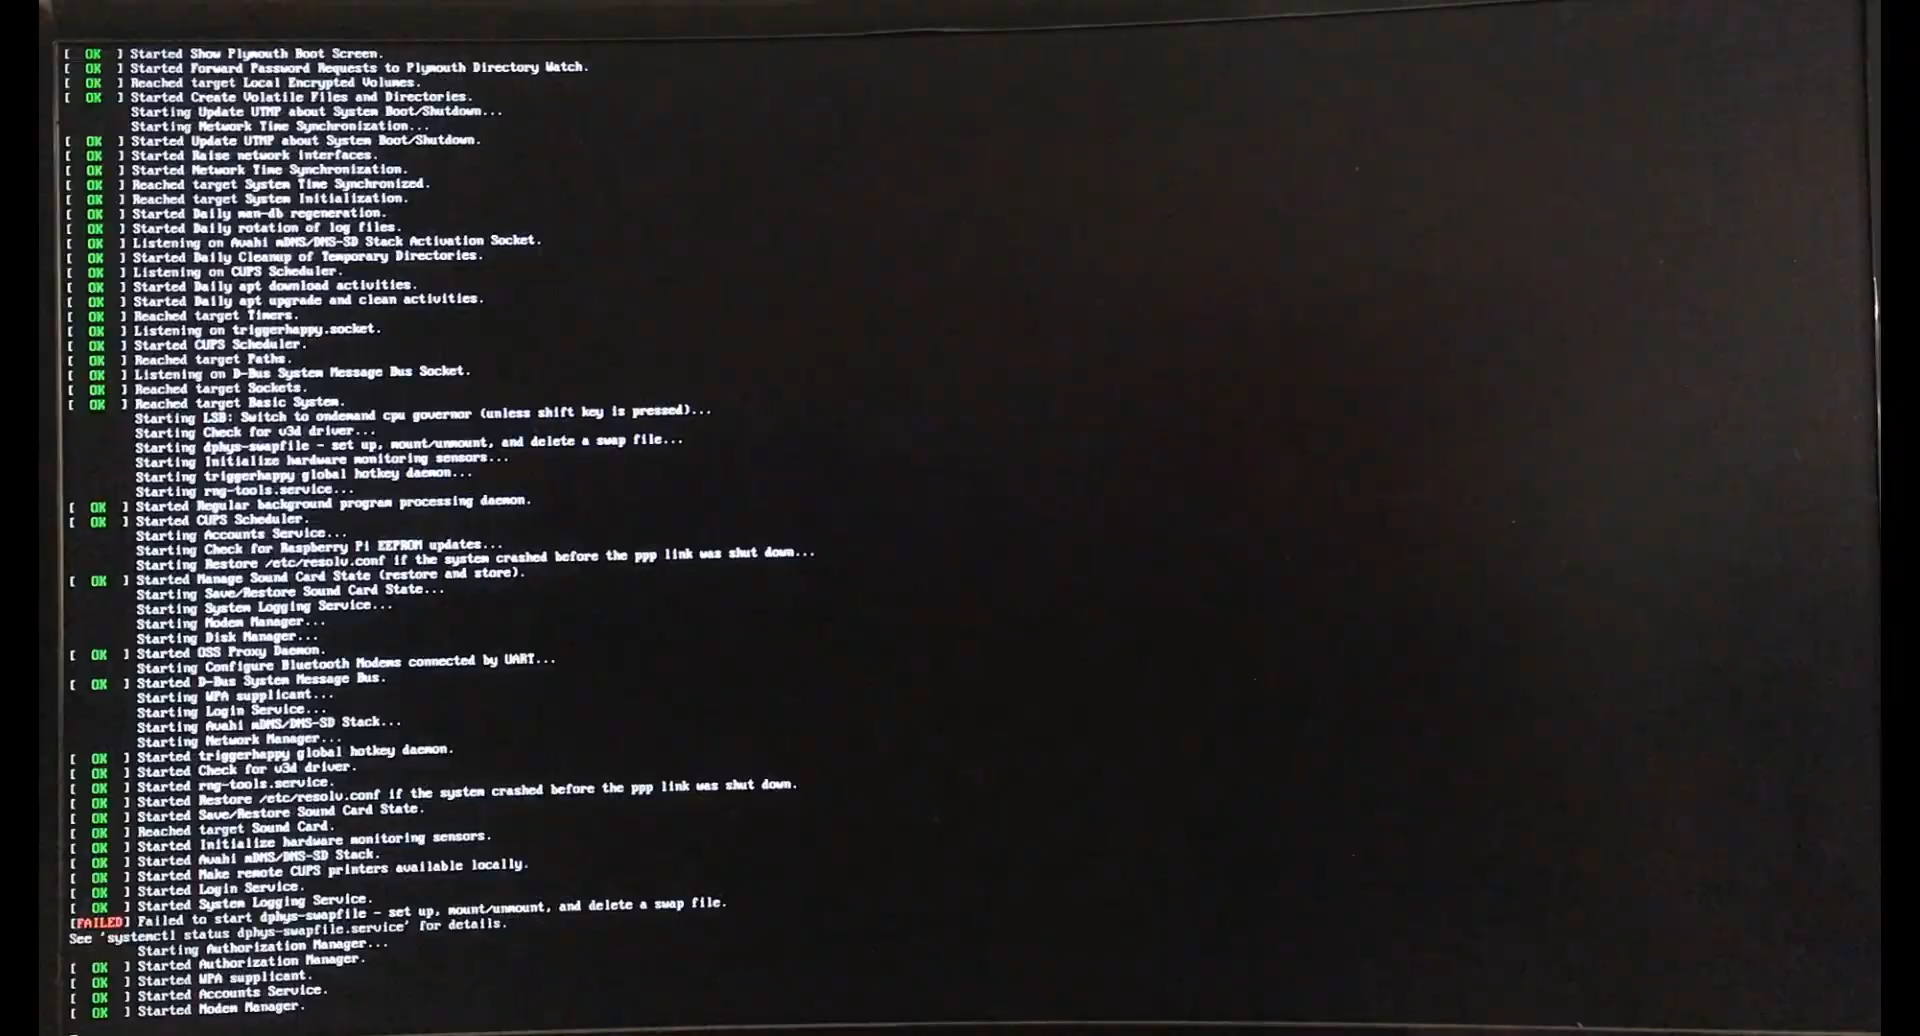 [  OK  ] Started Show Plymouth Boot Screen.
[  OK  ] Started Forward Password Requests to Plymouth Directory Watch.
[  OK  ] Reached target Local Encrypted Volumes.
[  OK  ] Started Create Volatile Files and Directories.
Starting Update UTMP about System Boot/Shutdown...
Starting Network Time Synchronization...
[  OK  ] Started Update UTMP about System Boot/Shutdown.
[  OK  ] Started Raise network interfaces.
[  OK  ] Started Network Time Synchronization.
[  OK  ] Reached target System Time Synchronized.
[  OK  ] Reached target System Initialization.
[  OK  ] Started Daily man-db regeneration.
[  OK  ] Started Daily rotation of log files.
[  OK  ] Listening on Avahi mDNS/DNS-SD Stack Activation Socket.
[  OK  ] Started Daily Cleanup of Temporary Directories.
[  OK  ] Listening on CUPS Scheduler.
[  OK  ] Started Daily apt download activities.
[  OK  ] Started Daily apt upgrade and clean activities.
[  OK  ] Reached target Timers.
[  OK  ] Listening on triggerhappy.socket.
[  OK  ] Started CUPS Scheduler.
[  OK  ] Reached target Paths.
[  OK  ] Listening on D-Bus System Message Bus Socket.
[  OK  ] Reached target Sockets.
[  OK  ] Reached target Basic System.
Starting LSB: Switch to ondemand cpu governor (unless shift key is pressed)...
Starting Check for v3d driver...
Starting dphys-swapfile - set up, mount/unmount, and delete a swap file...
Starting Initialize hardware monitoring sensors...
Starting triggerhappy global hotkey daemon...
Starting rng-tools.service...
[  OK  ] Started Regular background program processing daemon.
[  OK  ] Started CUPS Scheduler.
Starting Accounts Service...
Starting Check for Raspberry Pi EEPROM updates...
Starting Restore /etc/resolv.conf if the system crashed before the ppp link was shut down...
[  OK  ] Started Manage Sound Card State (restore and store).
Starting Save/Restore Sound Card State...
Starting System Logging Service...
Starting Modem Manager...
Starting Disk Manager...
[  OK  ] Started OSS Proxy Daemon.
Starting Configure Bluetooth Modems connected by UART...
[  OK  ] Started D-Bus System Message Bus.
Starting WPA supplicant...
Starting Login Service...
Starting Avahi mDNS/DNS-SD Stack...
Starting Network Manager...
[  OK  ] Started triggerhappy global hotkey daemon.
[  OK  ] Started Check for v3d driver.
[  OK  ] Started rng-tools.service.
[  OK  ] Started Restore /etc/resolv.conf if the system crashed before the ppp link was shut down.
[  OK  ] Started Save/Restore Sound Card State.
[  OK  ] Reached target Sound Card.
[  OK  ] Started Initialize hardware monitoring sensors.
[  OK  ] Started Avahi mDNS/DNS-SD Stack.
[  OK  ] Started Make remote CUPS printers available locally.
[  OK  ] Started Login Service.
[  OK  ] Started System Logging Service.
[FAILED] Failed to start dphys-swapfile - set up, mount/unmount, and delete a swap file.
See 'systemctl status dphys-swapfile.service' for details.
Starting Authorization Manager...
[  OK  ] Started Authorization Manager.
[  OK  ] Started WPA supplicant.
[  OK  ] Started Accounts Service.
[  OK  ] Started Modem Manager.